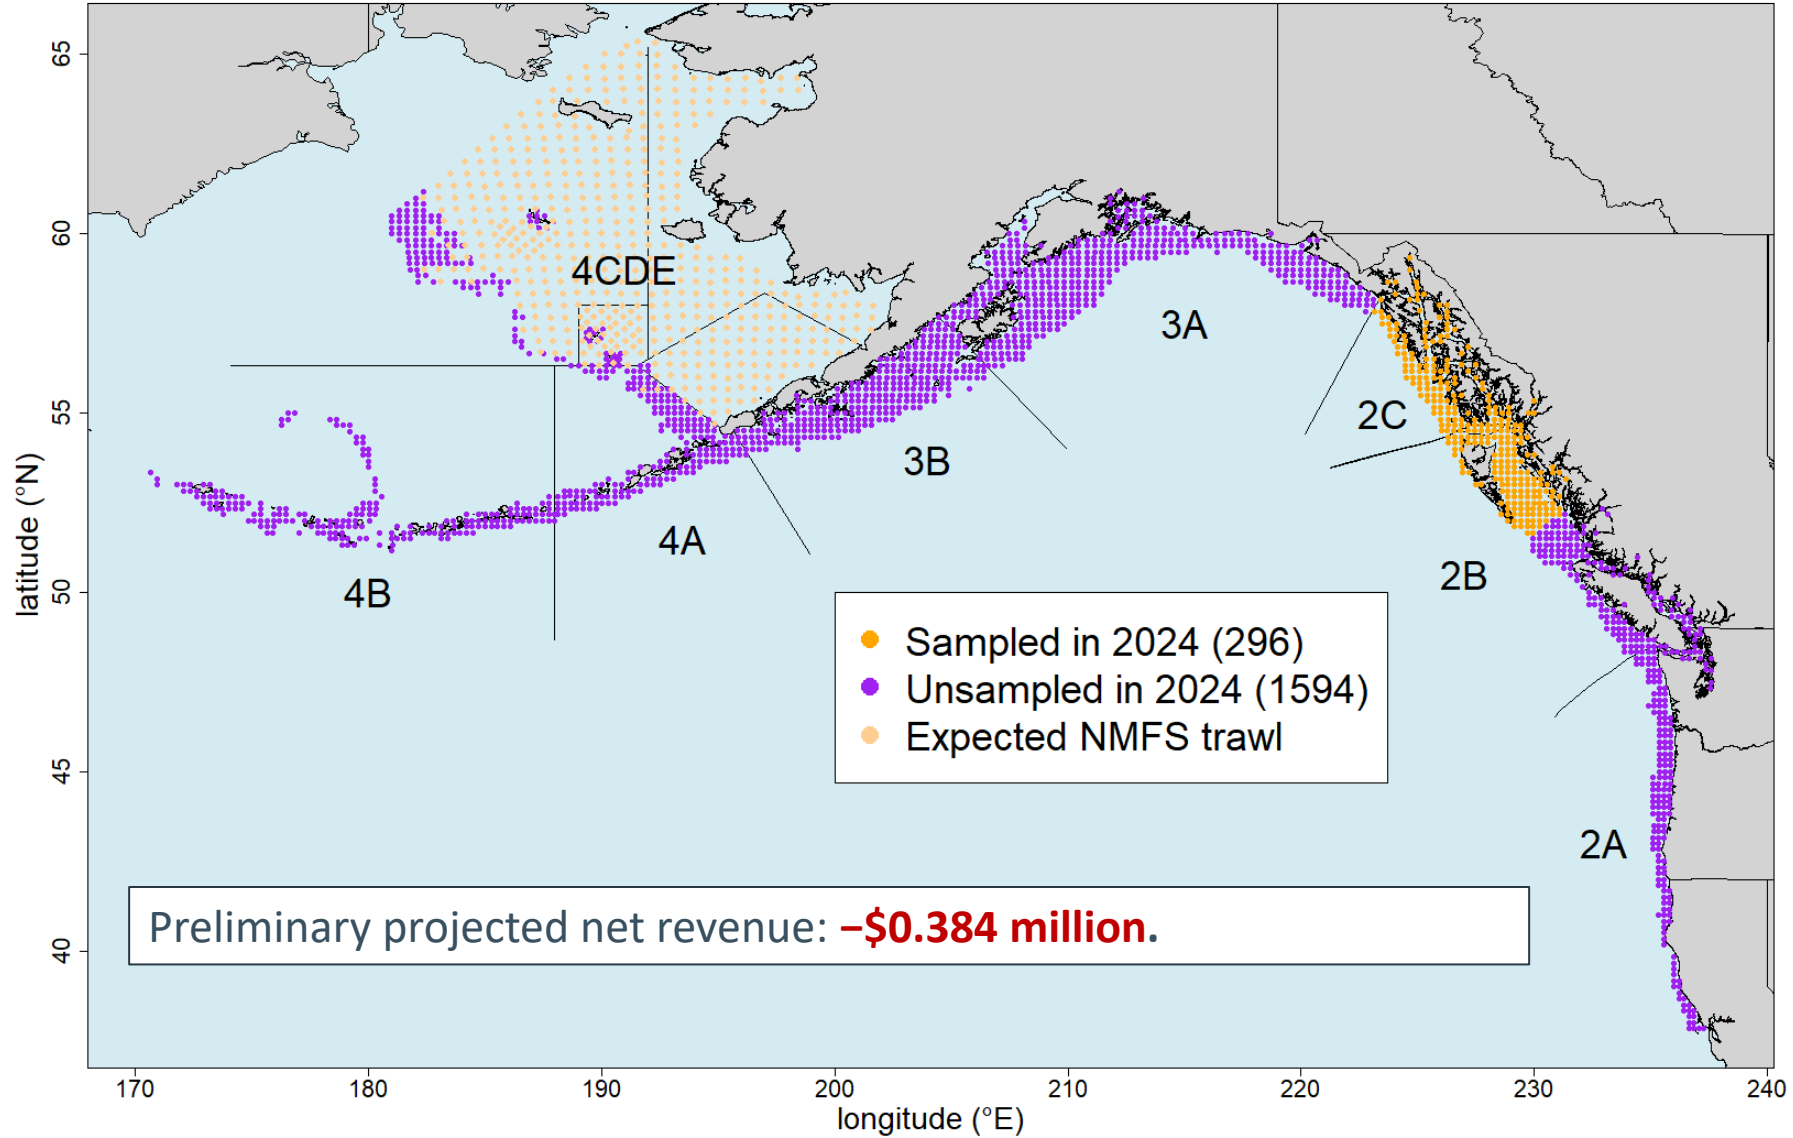 65
60
55
50
45
40
latitude (°N)
4CDE
3A
2C
3B
4A
2B
4B
2A
Sampled in 2024 (296)
Unsampled in 2024 (1594)
Expected NMFS trawl
Preliminary projected net revenue: −$0.384 million.
170
180
190
200
210
220
230
240
longitude (°E)